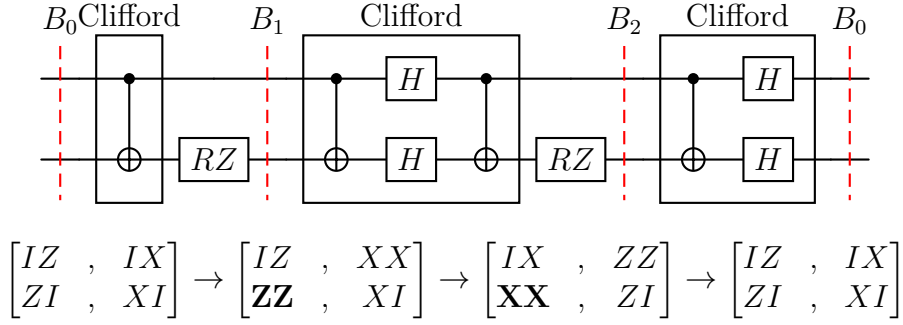 B₀ Clifford B₁ Clifford B₂ Clifford B₀
H H
RZ H RZ H
[IZ , IX] → [IZ , XX] → [IX , ZZ] → [IZ , IX]
[ZI , XI] [ZZ , XI] [XX , ZI] [ZI , XI]